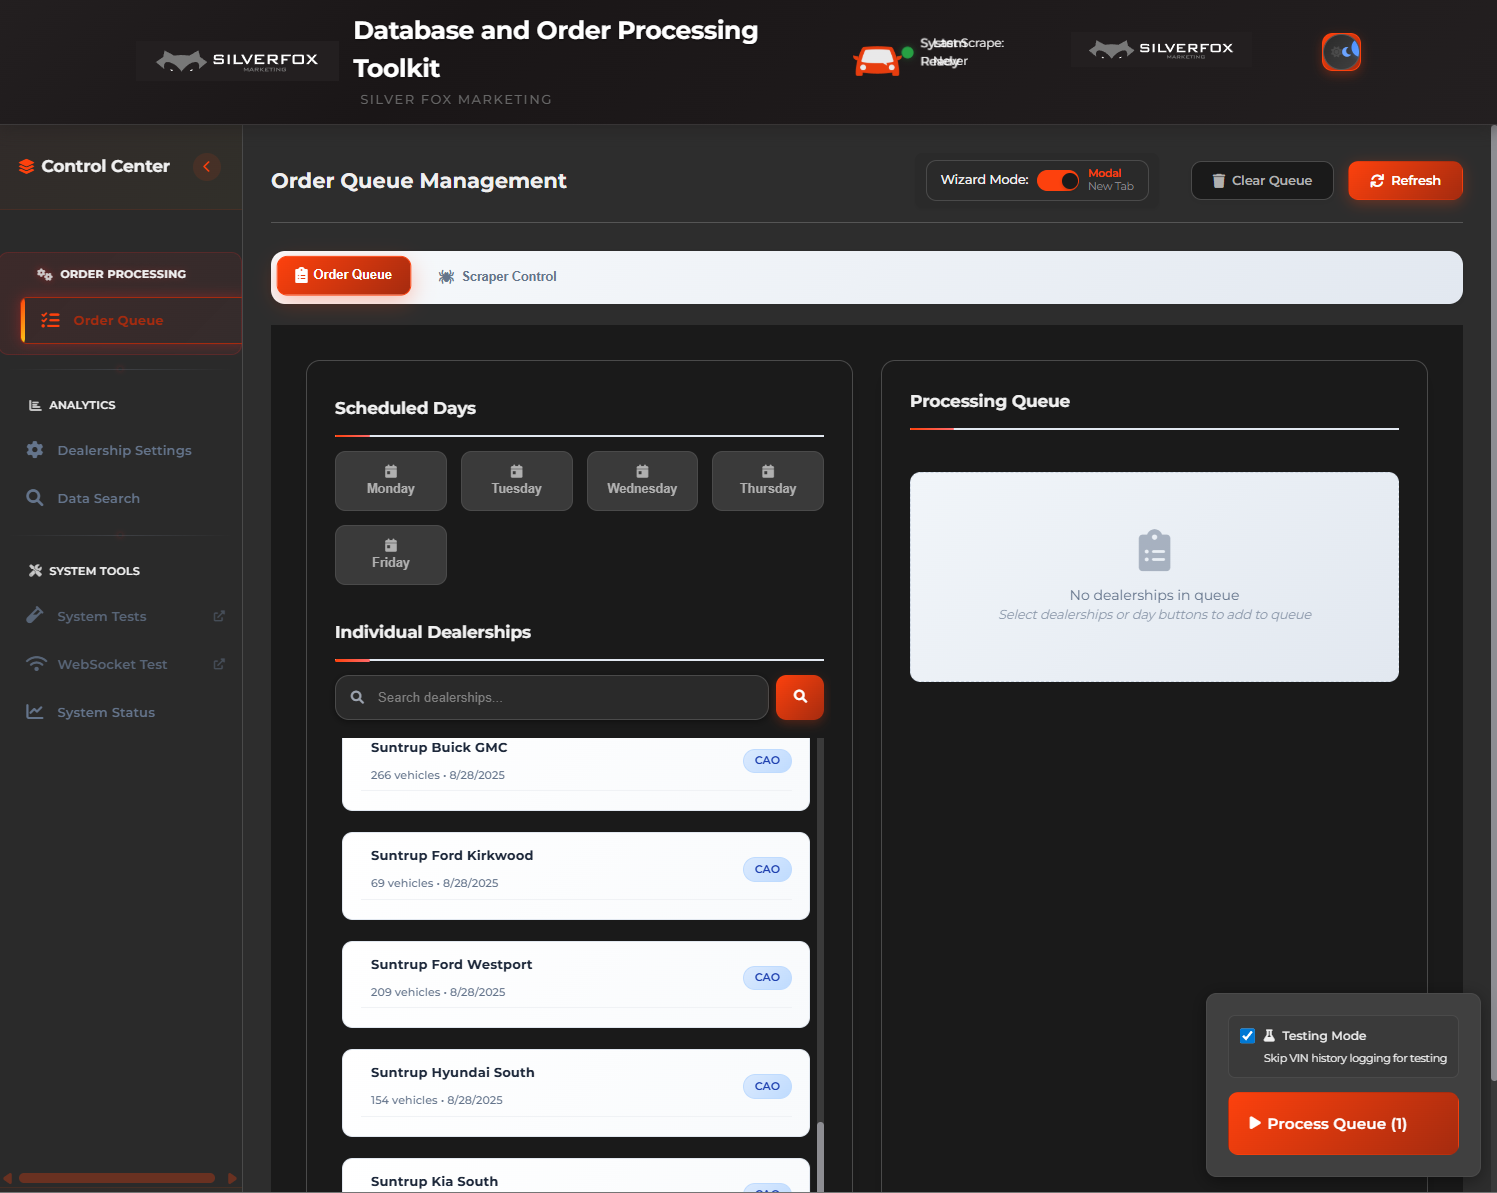 SILVERFOX
MARKETING
Database and Order Processing
Toolkit
SILVER FOX MARKETING
System
Ready
Last Scrape:
Never
SILVERFOX
MARKETING
Control Center
ORDER PROCESSING
Order Queue
ANALYTICS
Dealership Settings
Data Search
SYSTEM TOOLS
System Tests
WebSocket Test
System Status
Order Queue Management
Wizard Mode:
Modal
New Tab
Clear Queue
Refresh
Order Queue
Scraper Control
Scheduled Days
Monday
Tuesday
Wednesday
Thursday
Friday
Individual Dealerships
Search dealerships...
Suntrup Buick GMC
266 vehicles • 8/28/2025
CAO
Suntrup Ford Kirkwood
69 vehicles • 8/28/2025
CAO
Suntrup Ford Westport
209 vehicles • 8/28/2025
CAO
Suntrup Hyundai South
154 vehicles • 8/28/2025
CAO
Suntrup Kia South
CAO
Processing Queue
No dealerships in queue
Select dealerships or day buttons to add to queue
Testing Mode
Skip VIN history logging for testing
Process Queue (1)